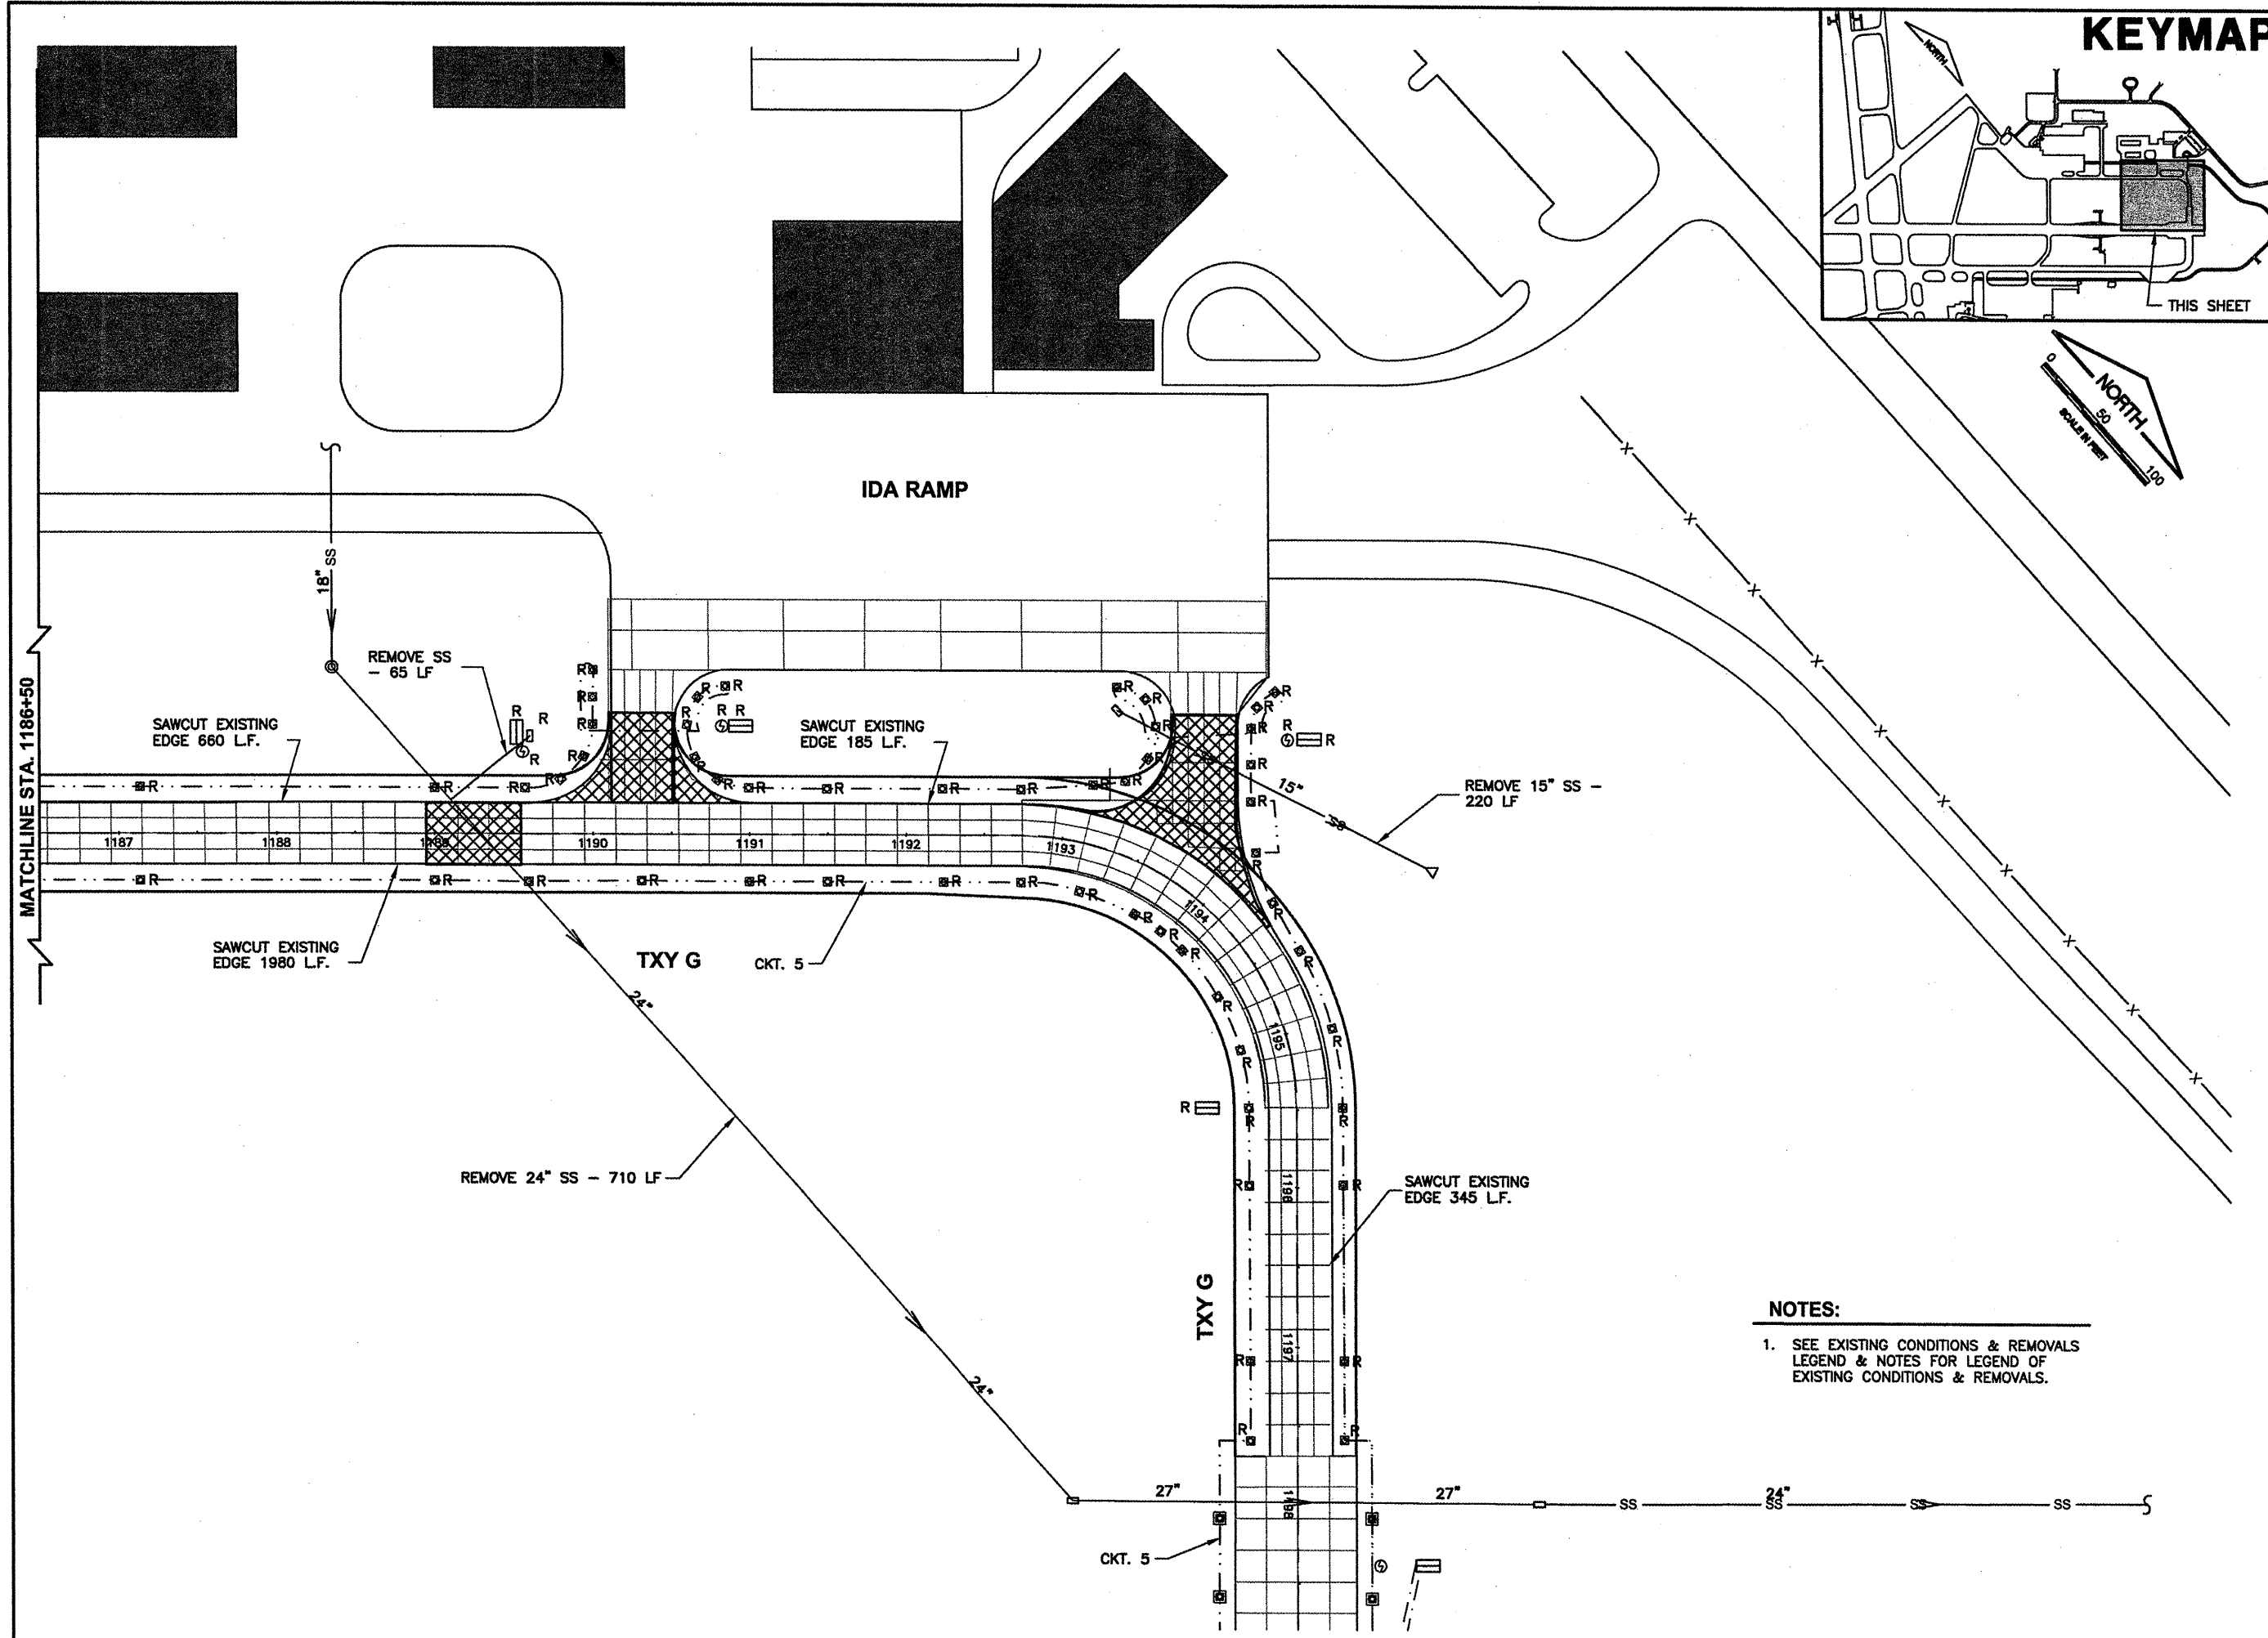 KEYMAP
NORTH
THIS SHEET
NORTH
0
50
100
SCALE IN FEET
IDA RAMP
18" SS
REMOVE SS
- 65 LF
MATCHLINE STA. 1186+50
SAWCUT EXISTING
EDGE 660 L.F.
SAWCUT EXISTING
EDGE 185 L.F.
15"
SS
REMOVE 15" SS -
220 LF
1187
1188
1189
1190
1191
1192
1193
1194
1195
1196
1197
1198
SAWCUT EXISTING
EDGE 1980 L.F.
TXY G
CKT. 5
24"
REMOVE 24" SS - 710 LF
SAWCUT EXISTING
EDGE 345 L.F.
TXY G
24"
NOTES:
1. SEE EXISTING CONDITIONS & REMOVALS
LEGEND & NOTES FOR LEGEND OF
EXISTING CONDITIONS & REMOVALS.
27"
27"
SS
24"
SS
SS
SS
CKT. 5